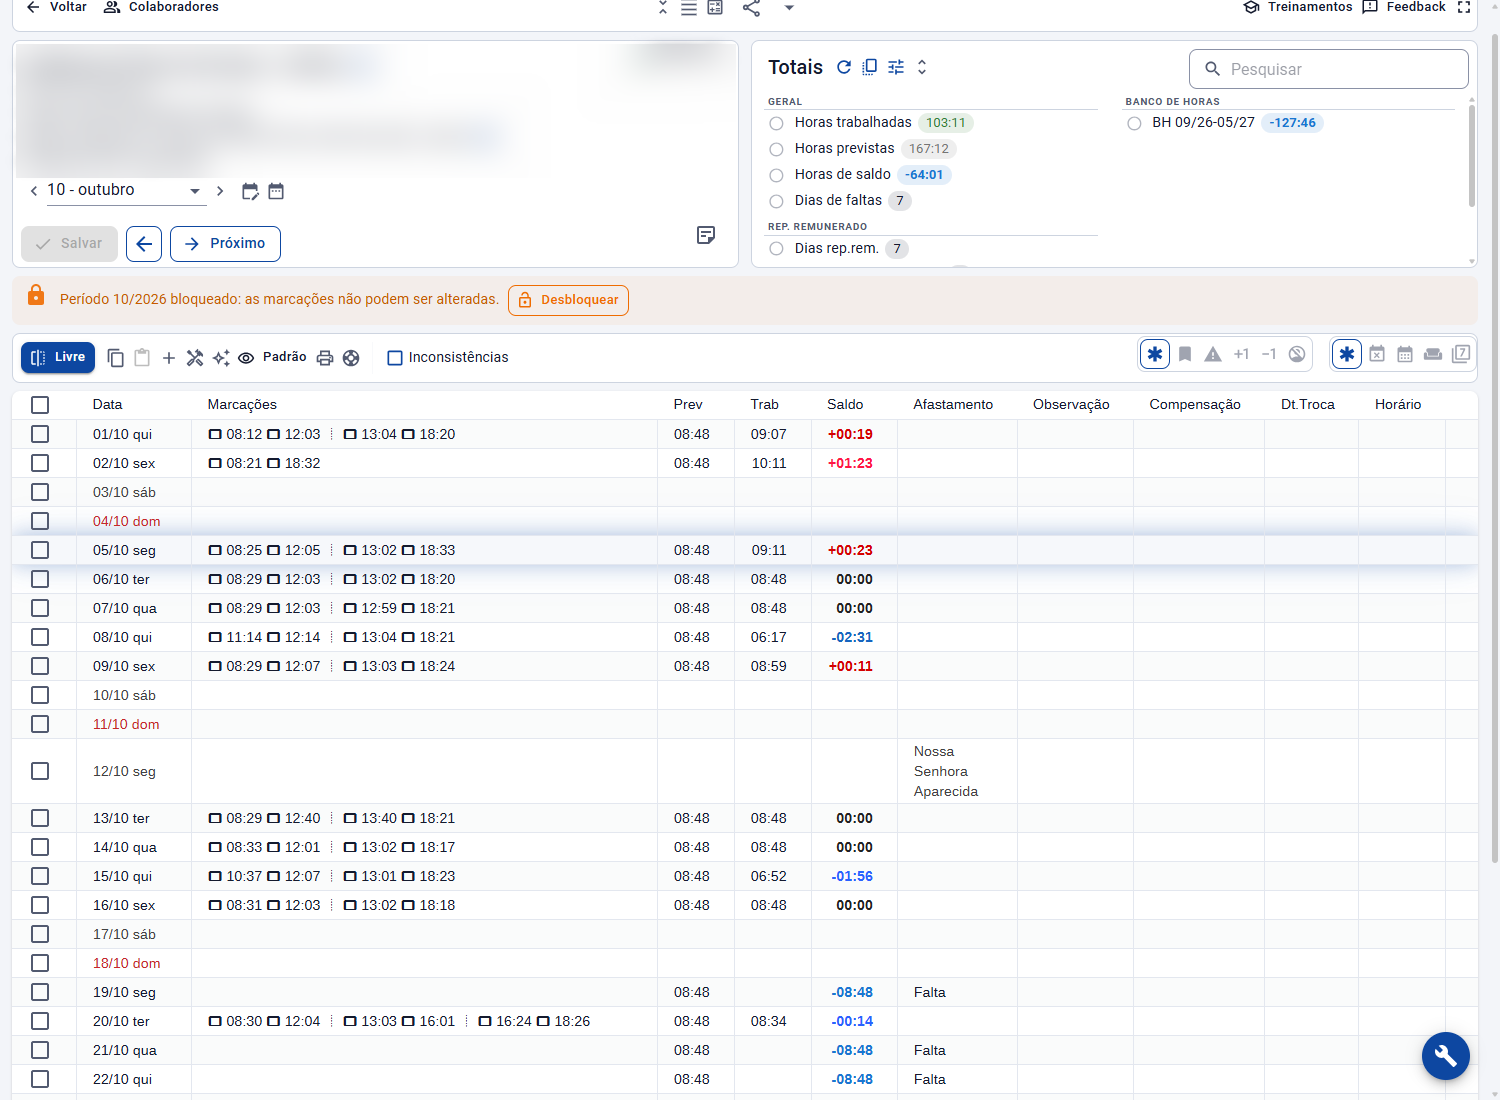 Voltar Colaboradores Treinamentos Feedback
10 - outubro
Salvar Próximo
Totais Pesquisar
GERAL
Horas trabalhadas 103:11
Horas previstas 167:12
Horas de saldo -64:01
Dias de faltas 7
REP. REMUNERADO
Dias rep.rem. 7
BANCO DE HORAS
BH 09/26-05/27 -127:46
Período 10/2026 bloqueado: as marcações não podem ser alteradas. Desbloquear
Livre Padrão Inconsistências +1 −1 7
Data Marcações Prev Trab Saldo Afastamento Observação Compensação Dt.Troca Horário
01/10 qui 08:12 12:03 13:04 18:20 08:48 09:07 +00:19
02/10 sex 08:21 18:32 08:48 10:11 +01:23
03/10 sáb
04/10 dom
05/10 seg 08:25 12:05 13:02 18:33 08:48 09:11 +00:23
06/10 ter 08:29 12:03 13:02 18:20 08:48 08:48 00:00
07/10 qua 08:29 12:03 12:59 18:21 08:48 08:48 00:00
08/10 qui 11:14 12:14 13:04 18:21 08:48 06:17 -02:31
09/10 sex 08:29 12:07 13:03 18:24 08:48 08:59 +00:11
10/10 sáb
11/10 dom
12/10 seg Nossa
Senhora
Aparecida
13/10 ter 08:29 12:40 13:40 18:21 08:48 08:48 00:00
14/10 qua 08:33 12:01 13:02 18:17 08:48 08:48 00:00
15/10 qui 10:37 12:07 13:01 18:23 08:48 06:52 -01:56
16/10 sex 08:31 12:03 13:02 18:18 08:48 08:48 00:00
17/10 sáb
18/10 dom
19/10 seg 08:48 -08:48 Falta
20/10 ter 08:30 12:04 13:03 16:01 16:24 18:26 08:48 08:34 -00:14
21/10 qua 08:48 -08:48 Falta
22/10 qui 08:48 -08:48 Falta